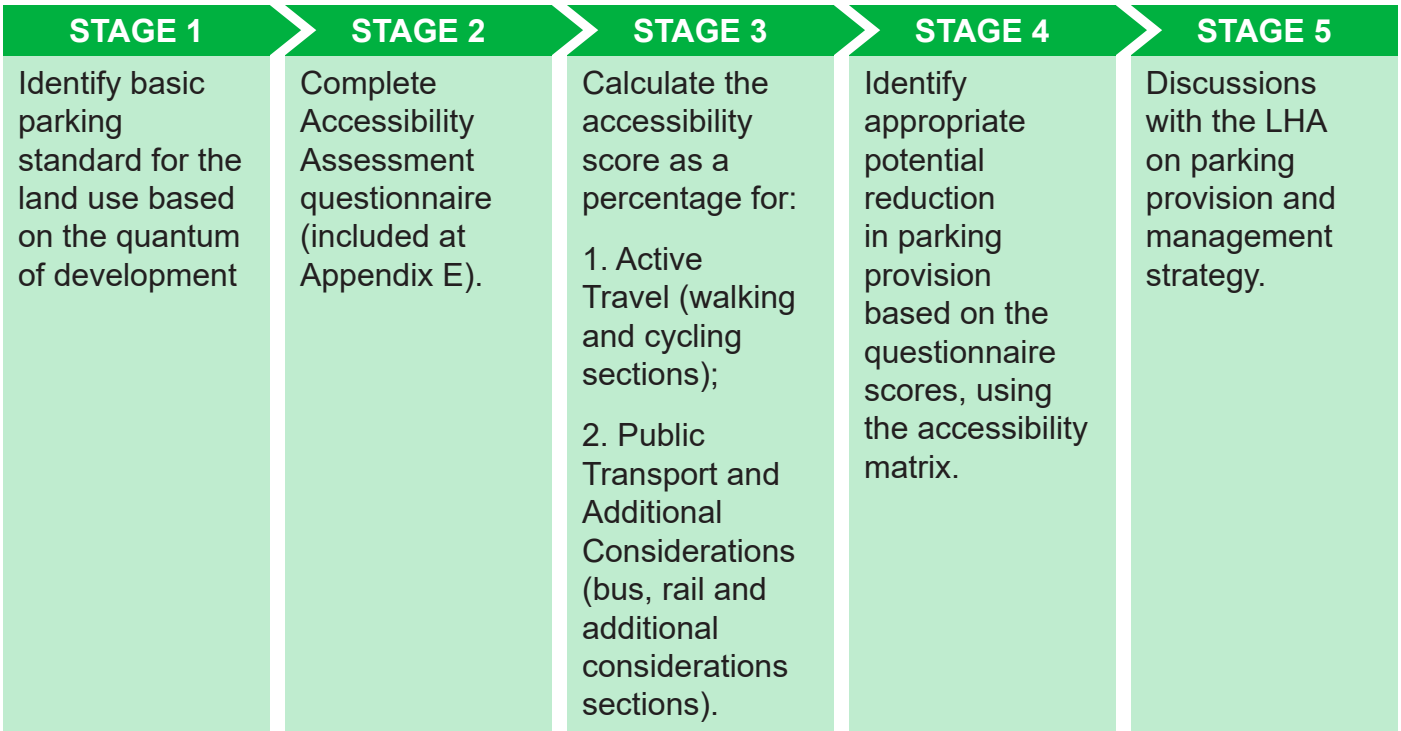 STAGE 1
Identify basic
parking
standard for the
land use based
on the quantum
of development
STAGE 2
Complete
Accessibility
Assessment
questionnaire
(included at
Appendix E).
STAGE 3
Calculate the
accessibility
score as a
percentage for:
1. Active
Travel (walking
and cycling
sections);
2. Public
Transport and
Additional
Considerations
(bus, rail and
additional
considerations
sections).
STAGE 4
Identify
appropriate
potential
reduction
in parking
provision
based on the
questionnaire
scores, using
the accessibility
matrix.
STAGE 5
Discussions
with the LHA
on parking
provision and
management
strategy.